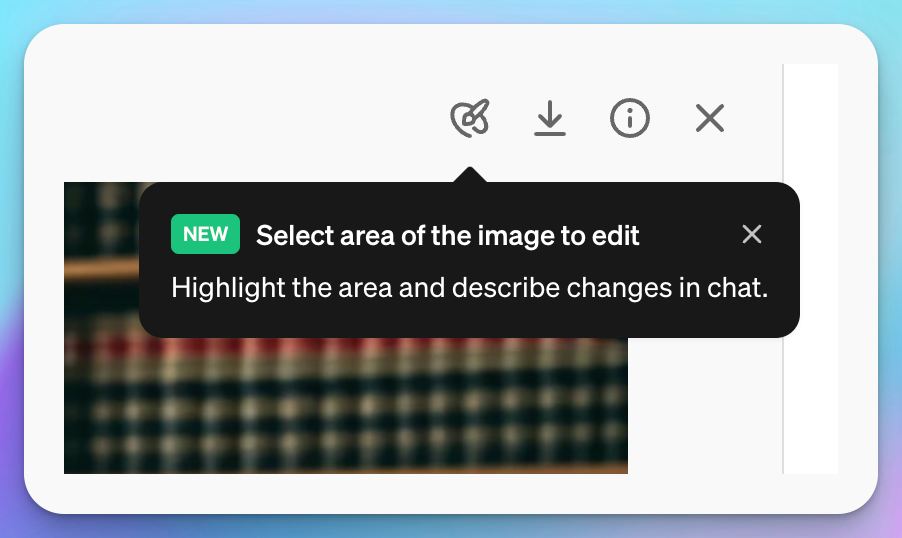 NEW Select area of the image to edit
Highlight the area and describe changes in chat.